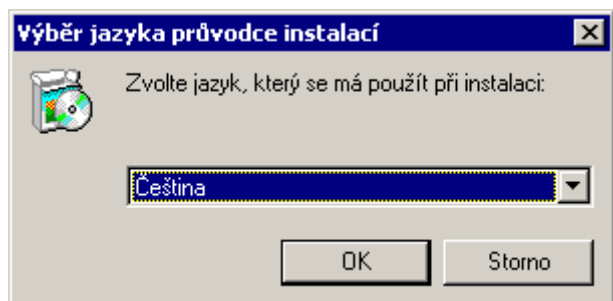 Výběr jazyka průvodce instalací
Zvolte jazyk, který se má použít při instalaci:
Čeština
OK
Storno